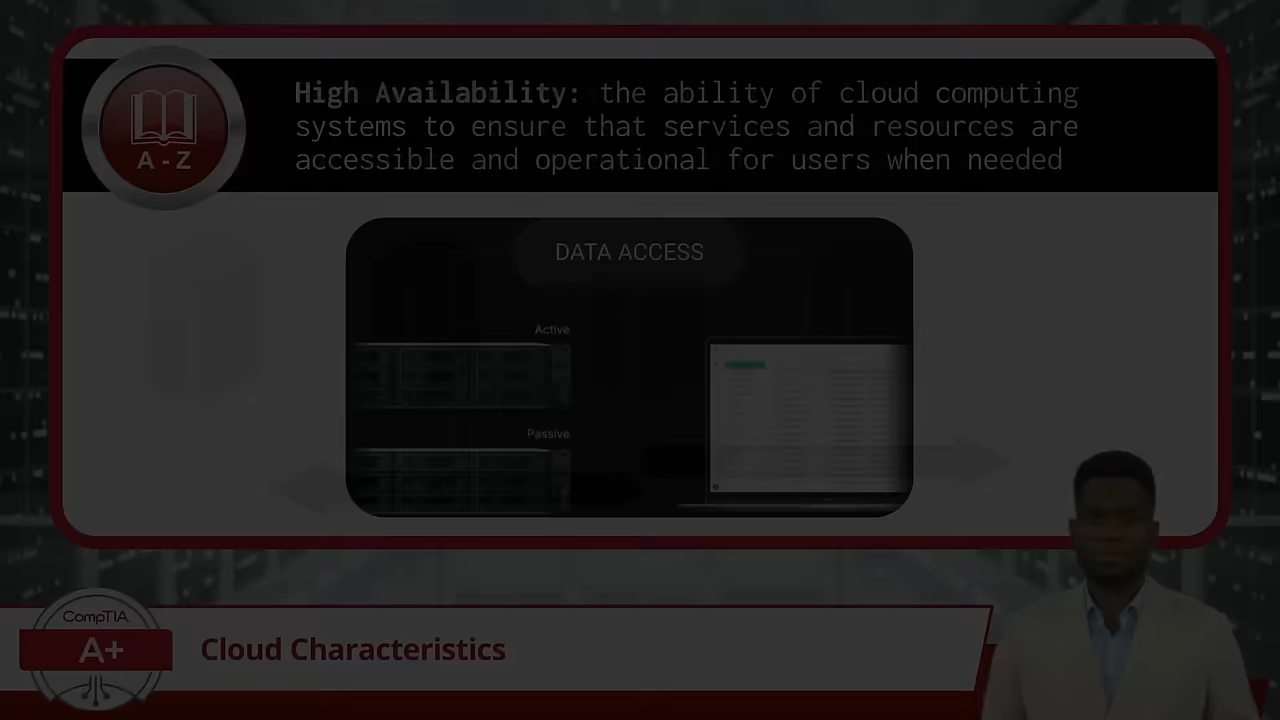 High Availability: the ability of cloud computing
systems to ensure that services and resources are
accessible and operational for users when needed
A - Z
DATA ACCESS
Active
Passive
CompTIA
A+
Cloud Characteristics